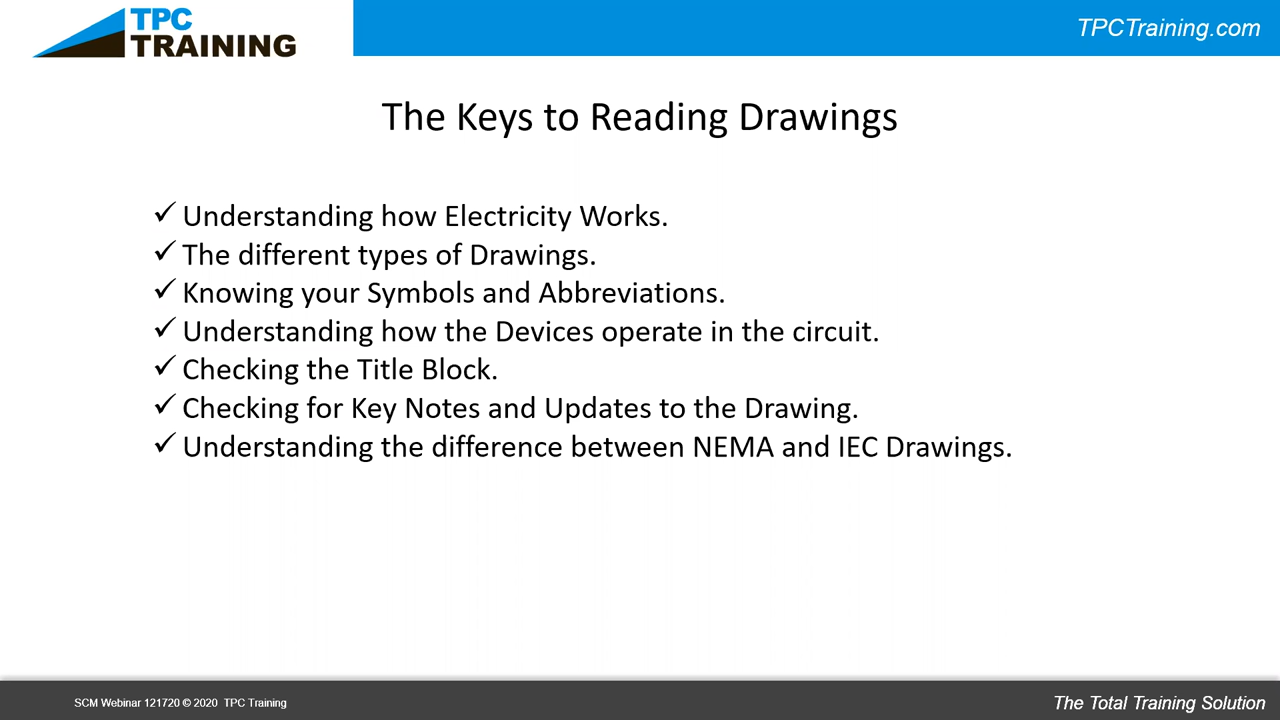 TPC
TRAINING
TPCTraining.com
The Keys to Reading Drawings
✓ Understanding how Electricity Works.
✓ The different types of Drawings.
✓ Knowing your Symbols and Abbreviations.
✓ Understanding how the Devices operate in the circuit.
✓ Checking the Title Block.
✓ Checking for Key Notes and Updates to the Drawing.
✓ Understanding the difference between NEMA and IEC Drawings.
SCM Webinar 121720 © 2020 TPC Training
The Total Training Solution